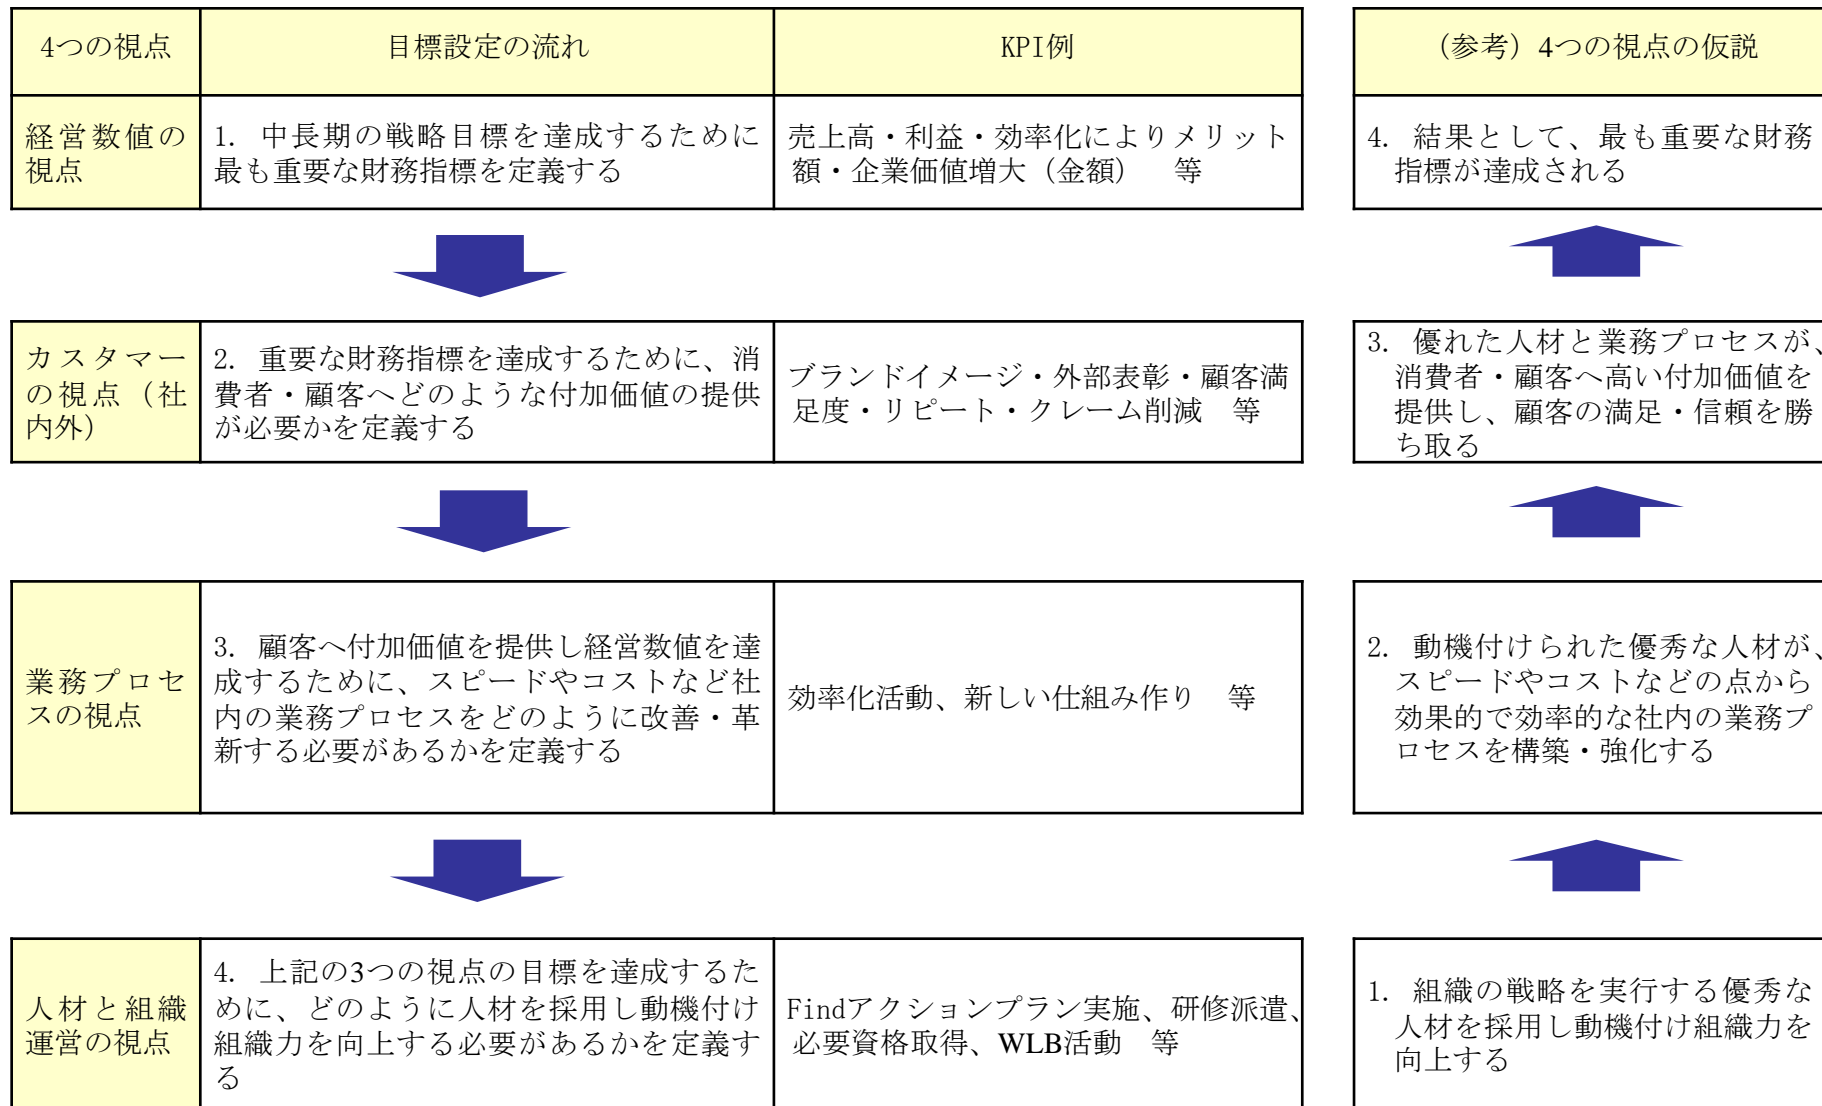 4つの視点
目標設定の流れ
KPI例
（参考）4つの視点の仮説
経営数値の
視点
1. 中長期の戦略目標を達成するために
最も重要な財務指標を定義する
売上高・利益・効率化によりメリット
額・企業価値増大（金額）　等
4. 結果として、最も重要な財務
指標が達成される
カスタマー
の視点（社
内外）
2. 重要な財務指標を達成するために、消
費者・顧客へどのような付加価値の提供
が必要かを定義する
ブランドイメージ・外部表彰・顧客満
足度・リピート・クレーム削減　等
3. 優れた人材と業務プロセスが、
消費者・顧客へ高い付加価値を
提供し、顧客の満足・信頼を勝
ち取る
業務プロセ
スの視点
3. 顧客へ付加価値を提供し経営数値を達
成するために、スピードやコストなど社
内の業務プロセスをどのように改善・革
新する必要があるかを定義する
効率化活動、新しい仕組み作り　等
2. 動機付けられた優秀な人材が、
スピードやコストなどの点から
効果的で効率的な社内の業務プ
ロセスを構築・強化する
人材と組織
運営の視点
4. 上記の3つの視点の目標を達成するた
めに、どのように人材を採用し動機付け
組織力を向上する必要があるかを定義す
る
Findアクションプラン実施、研修派遣、
必要資格取得、WLB活動　等
1. 組織の戦略を実行する優秀な
人材を採用し動機付け組織力を
向上する